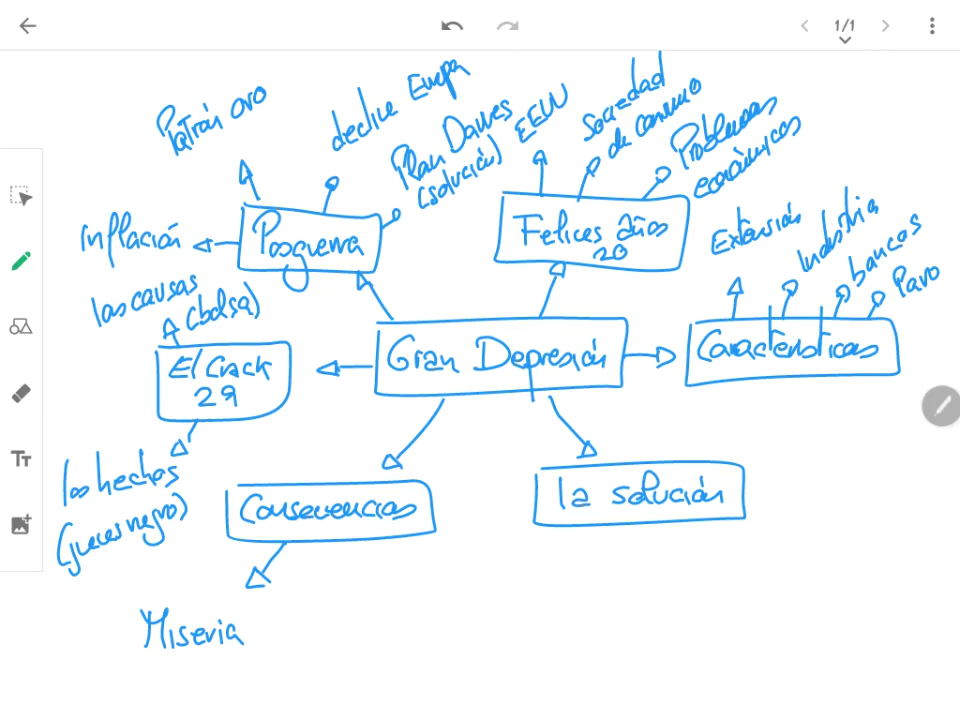 1/1
Patrón oro
declive Europa
Plan Dawes
(solución)
EEUU
Sociedad
de consumo
Problemas
económicos
Inflación
Posguerra
Felices años
20
Extensión
Industria
bancos
Paro
las causas
(bolsa)
El Crack
29
Gran Depresión
Características
los hechos
(jueves negro)
Consecuencias
la solución
Miseria
TT